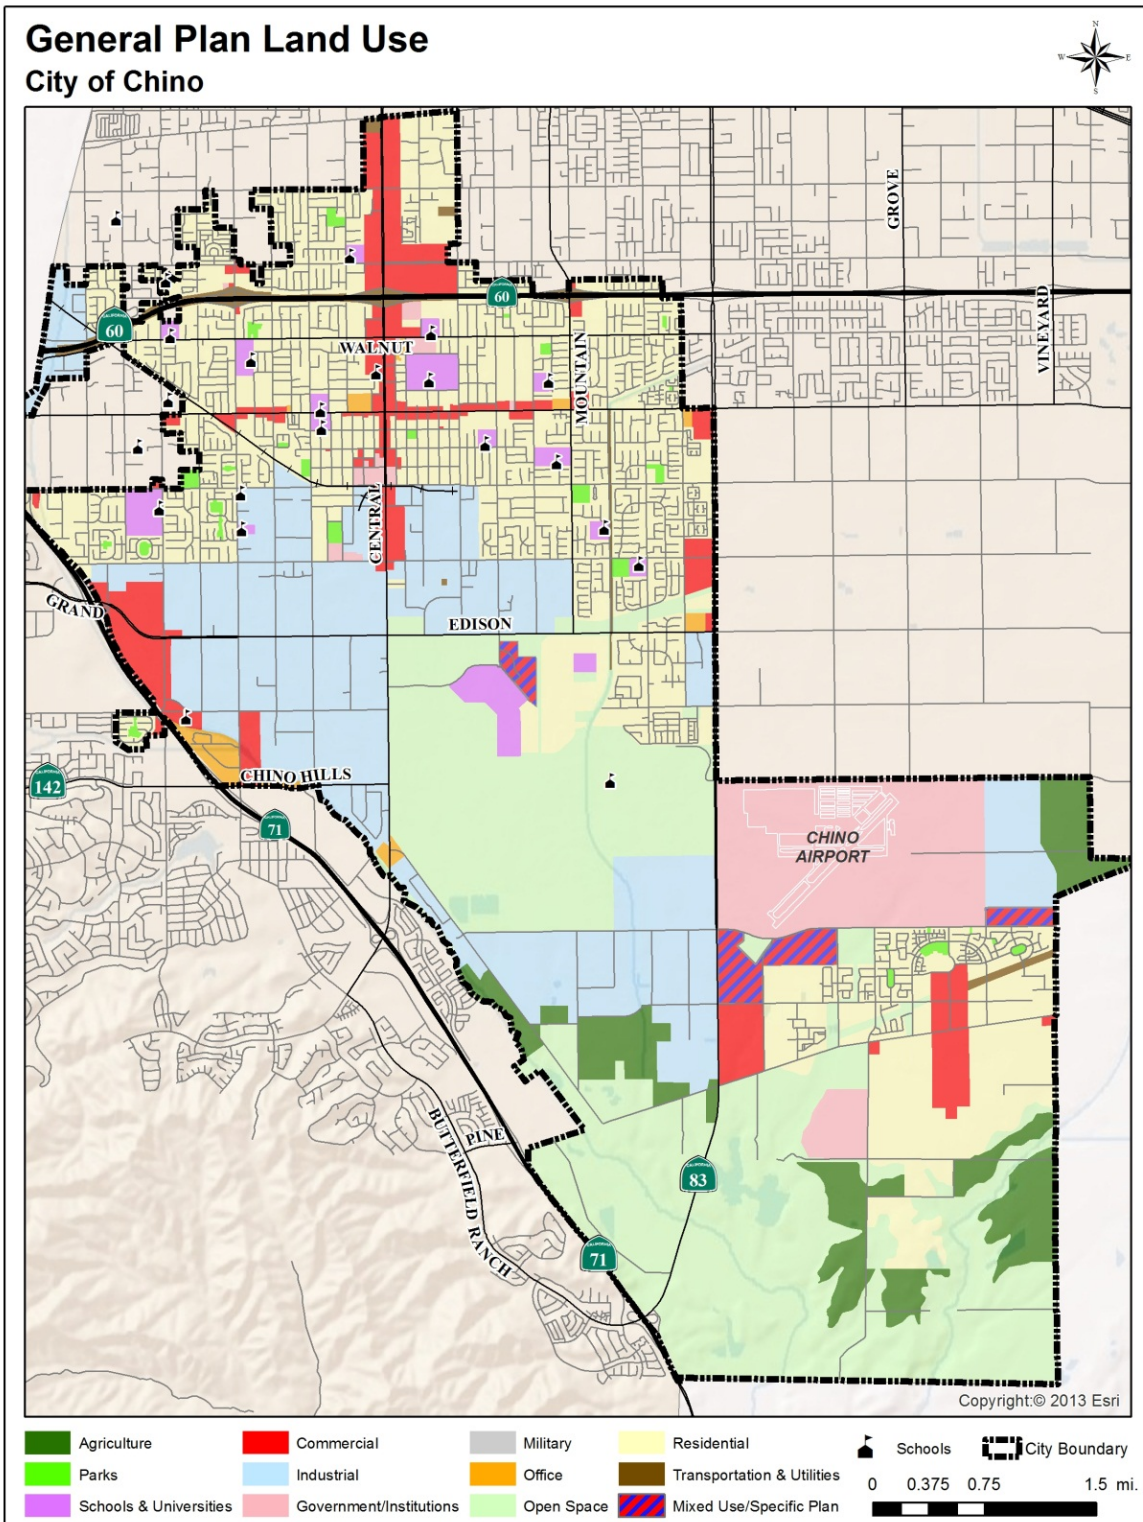 General Plan Land Use
City of Chino
N
W E
S
GROVE
60
60
VINEYARD
WALNUT
MOUNTAIN
CENTRAL
GRAND
EDISON
142
CHINO HILLS
71
CHINO
AIRPORT
BUTTERFIELD RANCH
PINE
83
71
Copyright:© 2013 Esri
Agriculture
Commercial
Military
Residential
Schools
City Boundary
Parks
Industrial
Office
Transportation & Utilities
0 0.375 0.75 1.5 mi.
Schools & Universities
Government/Institutions
Open Space
Mixed Use/Specific Plan